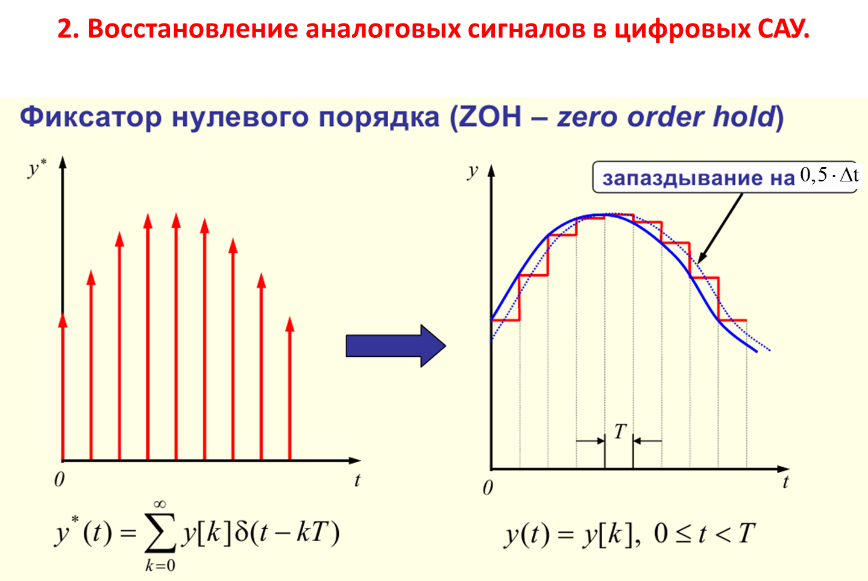 2. Восстановление аналоговых сигналов в цифровых САУ.
Фиксатор нулевого порядка (ZOH – zero order hold)
y*
0
t
y*(t) = ∑_{k=0}^{∞} y[k]δ(t − kT)
y
запаздывание на 0,5·Δt
T
0
t
y(t) = y[k], 0 ≤ t < T